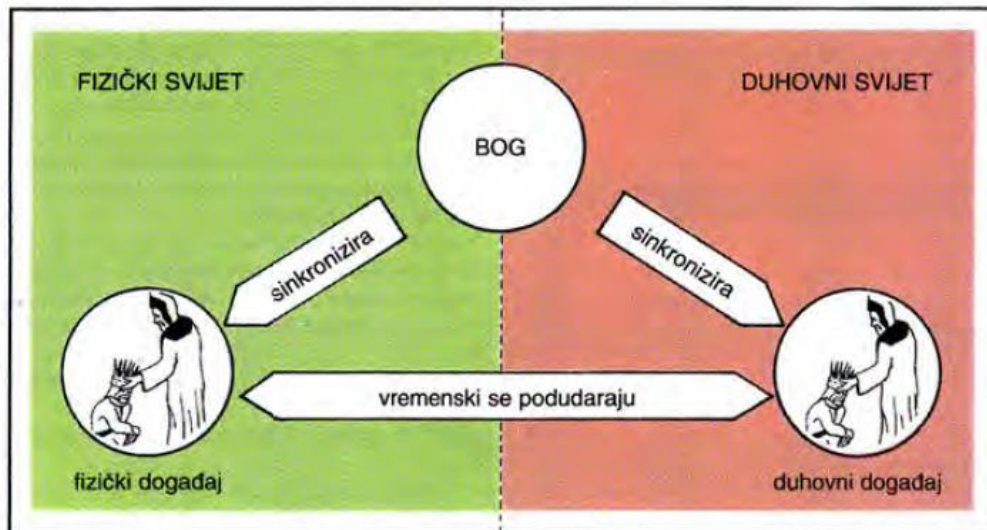 FIZIČKI SVIJET
DUHOVNI SVIJET
BOG
sinkronizira
sinkronizira
vremenski se podudaraju
fizički događaj
duhovni događaj